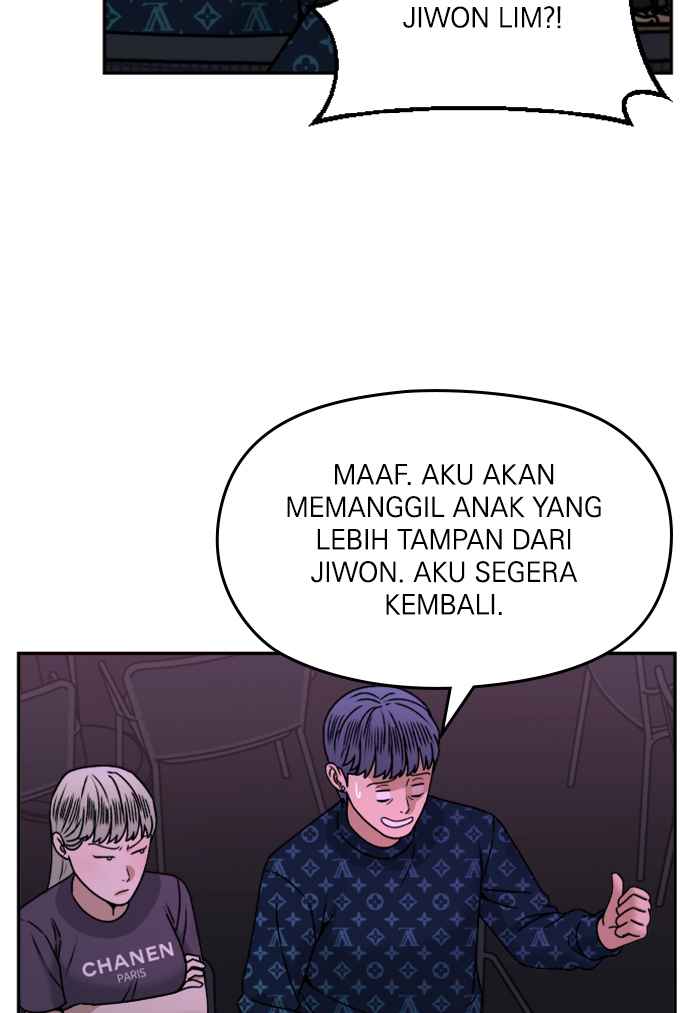 JIWON LIM?!
MAAF. AKU AKAN
MEMANGGIL ANAK YANG
LEBIH TAMPAN DARI
JIWON. AKU SEGERA
KEMBALI.
CHANEN
PARIS